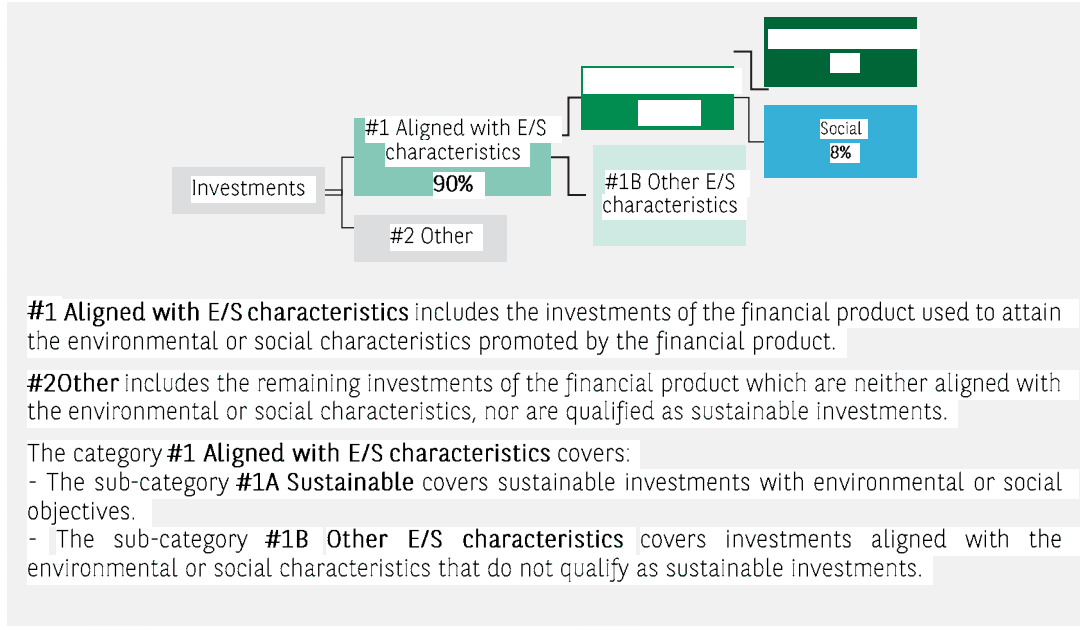 #1 Aligned with E/S
characteristics
90%
Social
8%
Investments
#1B Other E/S
characteristics
#2 Other
#1 Aligned with E/S characteristics includes the investments of the financial product used to attain
the environmental or social characteristics promoted by the financial product.
#2Other includes the remaining investments of the financial product which are neither aligned with
the environmental or social characteristics, nor are qualified as sustainable investments.
The category #1 Aligned with E/S characteristics covers:
- The sub-category #1A Sustainable covers sustainable investments with environmental or social
objectives.
- The sub-category #1B Other E/S characteristics covers investments aligned with the
environmental or social characteristics that do not qualify as sustainable investments.